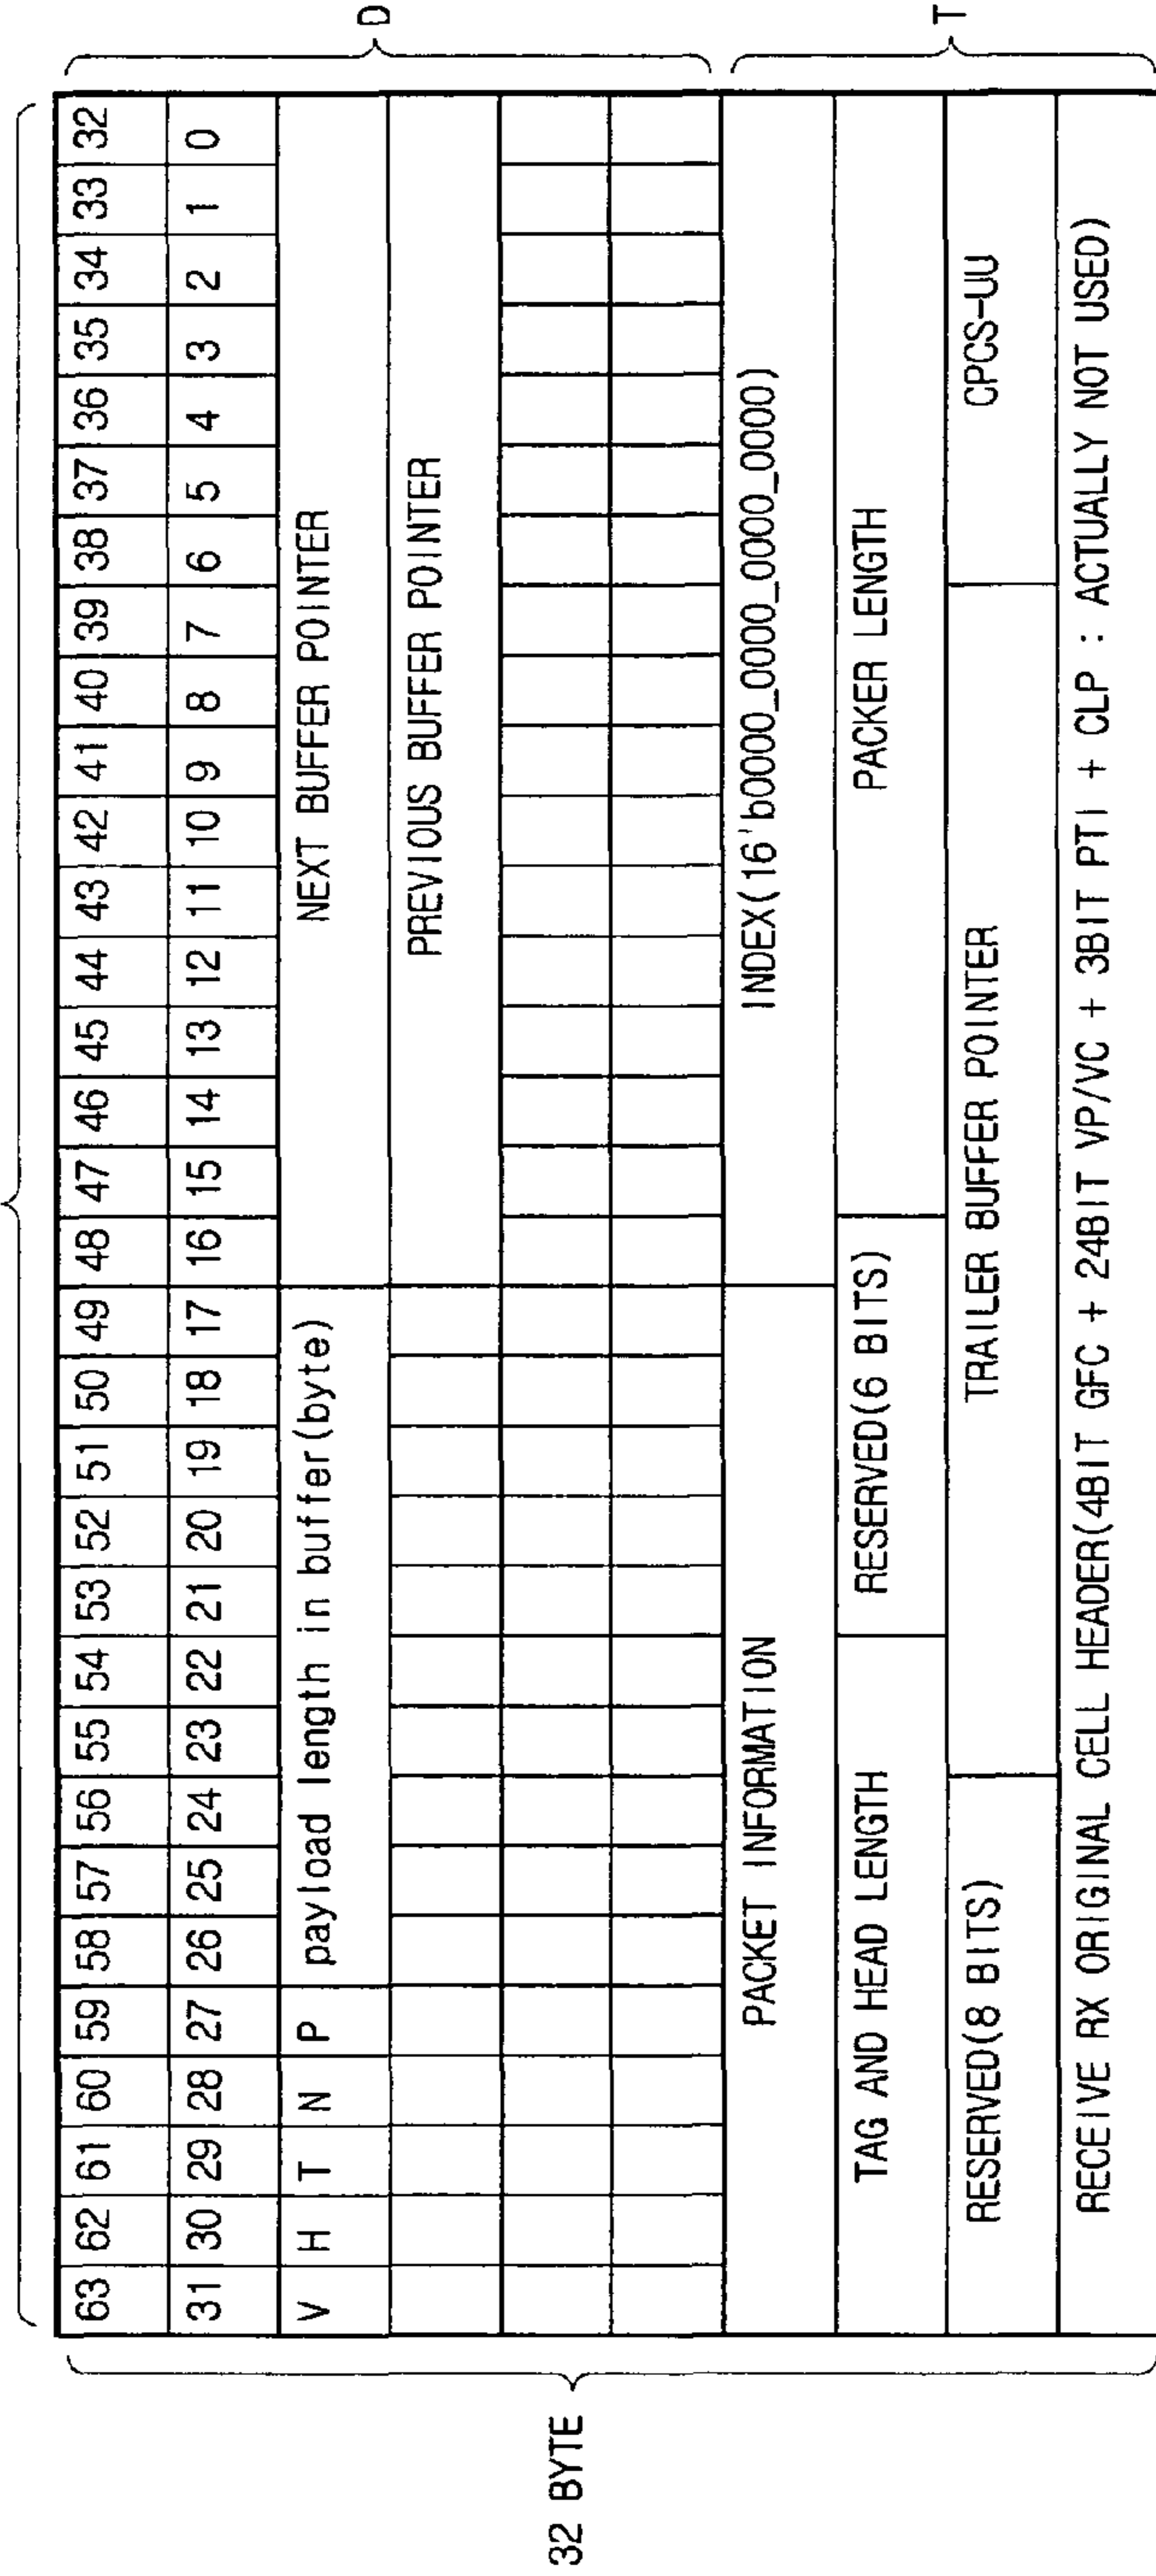 63 62 61 60 59 58 57 56 55 54 53 52 51 50 49 48 47 46 45 44 43 42 41 40 39 38 37 36 35 34 33 32
31 30 29 28 27 26 25 24 23 22 21 20 19 18 17 16 15 14 13 12 11 10 9 8 7 6 5 4 3 2 1 0
V H T N P payload length in buffer(byte) NEXT BUFFER POINTER
PREVIOUS BUFFER POINTER
D
32 BYTE
PACKET INFORMATION INDEX(16'b0000_0000_0000_0000)
TAG AND HEAD LENGTH RESERVED(6 BITS) PACKER LENGTH
RESERVED(8 BITS) TRAILER BUFFER POINTER CPCS-UU
RECEIVE RX ORIGINAL CELL HEADER(4BIT GFC + 24BIT VP/VC + 3BIT PTI + CLP : ACTUALLY NOT USED)
T